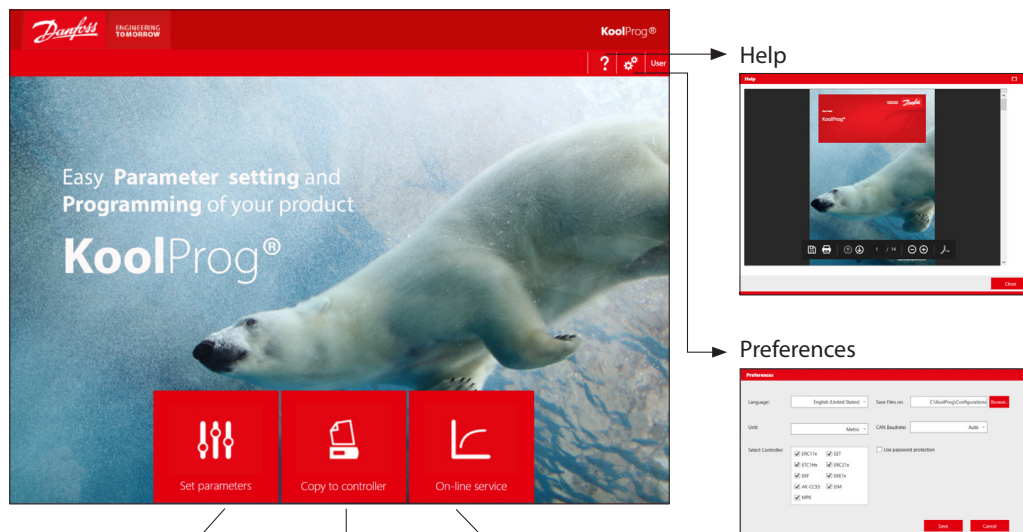 Danfoss
ENGINEERING
TOMORROW
KoolProg®
?
User
Easy Parameter setting and
Programming of your product
KoolProg®
Set parameters
Copy to controller
On-line service
Help
Help
Danfoss
KoolProg®
1 / 14
Close
Preferences
Preferences
Language: English (United States) Save Files on: C:\KoolProg\Configurations Browse..
Unit: Metric CAN Baudrate: Auto
Select Controller: ERC11x EET Use password protection
ETC1Hx ERC21x
EKF EKE1x
AK-CC55 EIM
MPK
Save Cancel